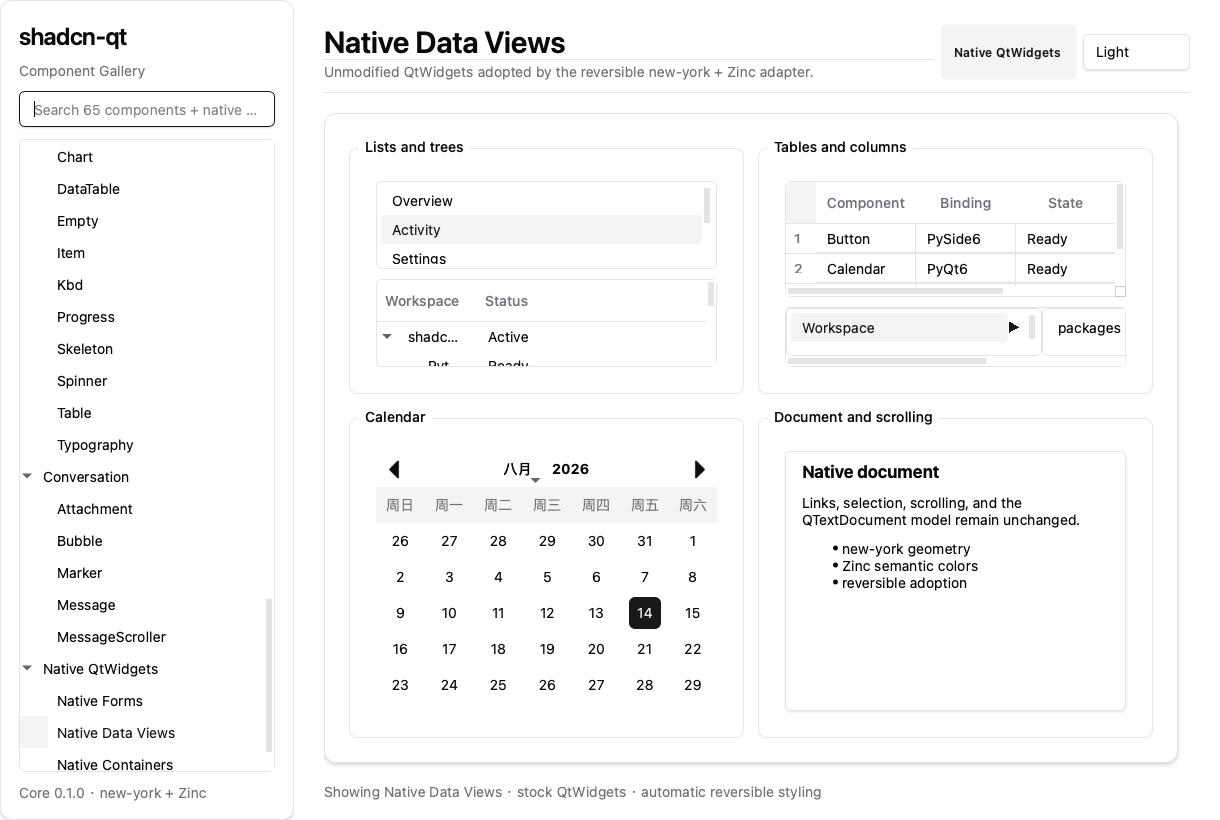 shadcn-qt
Component Gallery
Search 65 components + native ...
Chart
DataTable
Empty
Item
Kbd
Progress
Skeleton
Spinner
Table
Typography
Conversation
Attachment
Bubble
Marker
Message
MessageScroller
Native QtWidgets
Native Forms
Native Data Views
Native Containers
Core 0.1.0 · new-york + Zinc
Native Data Views
Unmodified QtWidgets adopted by the reversible new-york + Zinc adapter.
Native QtWidgets
Light
Lists and trees
Overview
Activity
Settings
Workspace Status
shadc... Active
Pyt Ready
Tables and columns
Component Binding State
1 Button PySide6 Ready
2 Calendar PyQt6 Ready
Workspace packages
Calendar
八月 2026
周日 周一 周二 周三 周四 周五 周六
26 27 28 29 30 31 1
2 3 4 5 6 7 8
9 10 11 12 13 14 15
16 17 18 19 20 21 22
23 24 25 26 27 28 29
Document and scrolling
Native document
Links, selection, scrolling, and the
QTextDocument model remain unchanged.
• new-york geometry
• Zinc semantic colors
• reversible adoption
Showing Native Data Views · stock QtWidgets · automatic reversible styling